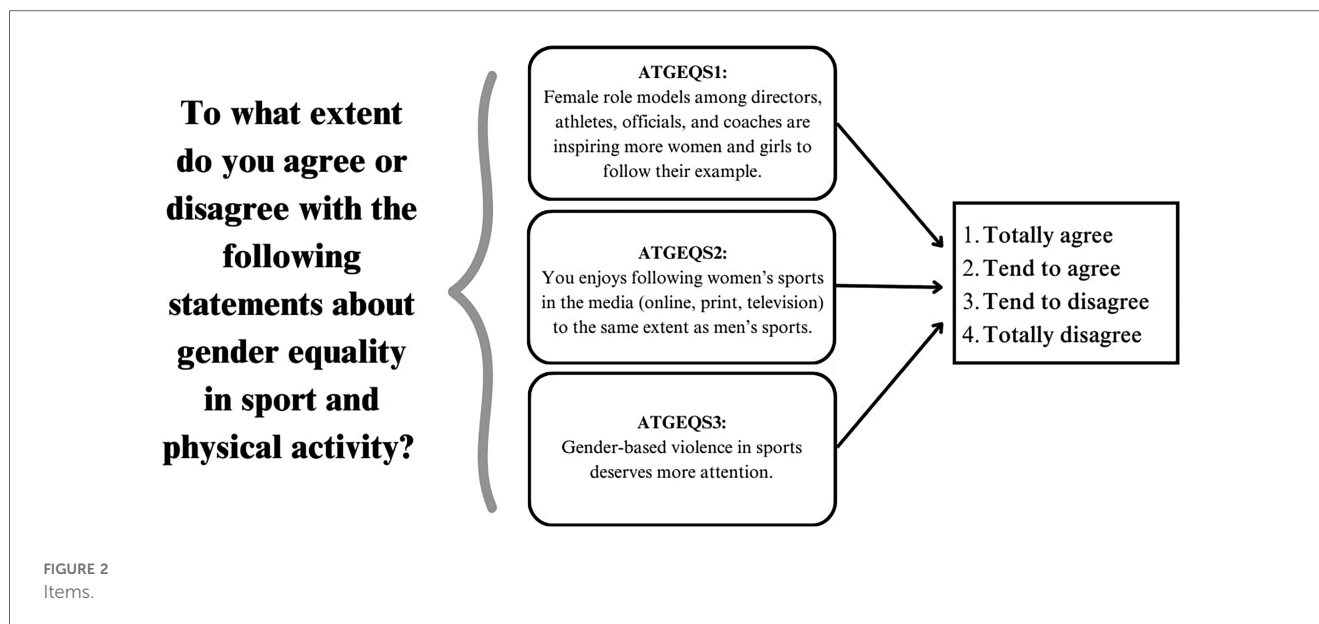 To what extent
do you agree or
disagree with the
following
statements about
gender equality
in sport and
physical activity?
ATGEQS1:
Female role models among directors,
athletes, officials, and coaches are
inspiring more women and girls to
follow their example.
ATGEQS2:
You enjoys following women's sports
in the media (online, print, television)
to the same extent as men's sports.
ATGEQS3:
Gender-based violence in sports
deserves more attention.
1. Totally agree
2. Tend to agree
3. Tend to disagree
4. Totally disagree
FIGURE 2
Items.